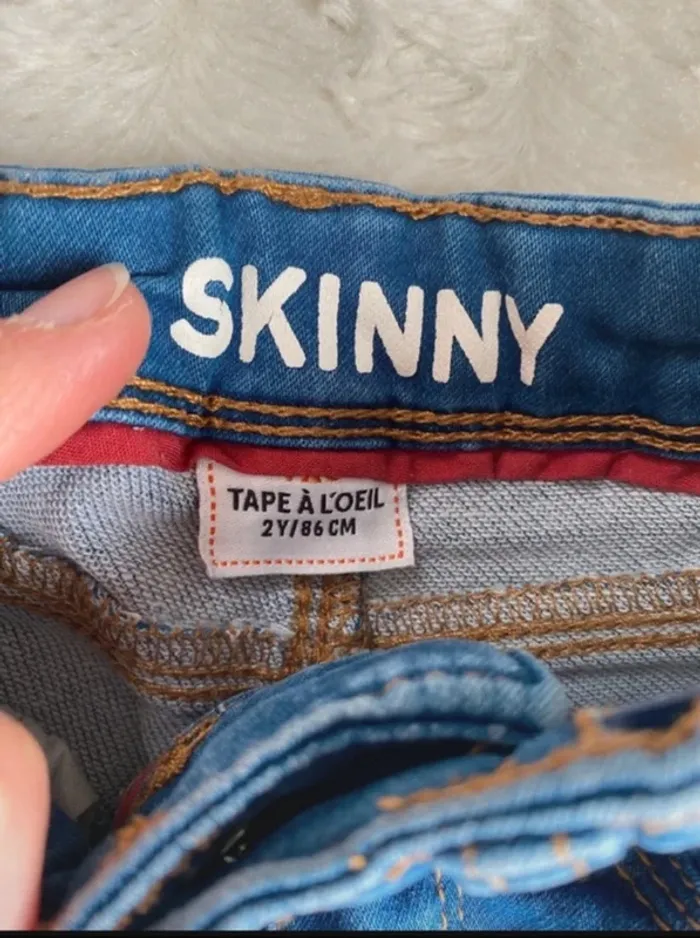 SKINNY
TAPE À L'OEIL
2Y/86 CM